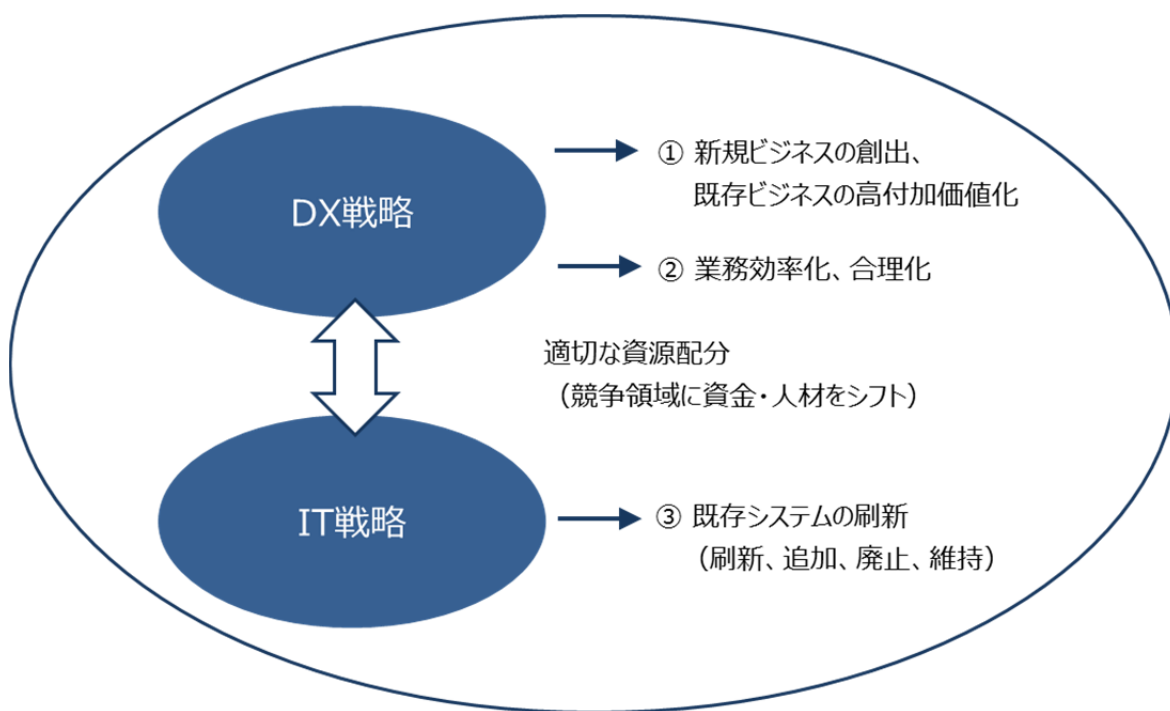 DX戦略
① 新規ビジネスの創出、
既存ビジネスの高付加価値化
② 業務効率化、合理化
適切な資源配分
（競争領域に資金・人材をシフト）
IT戦略
③ 既存システムの刷新
（刷新、追加、廃止、維持）